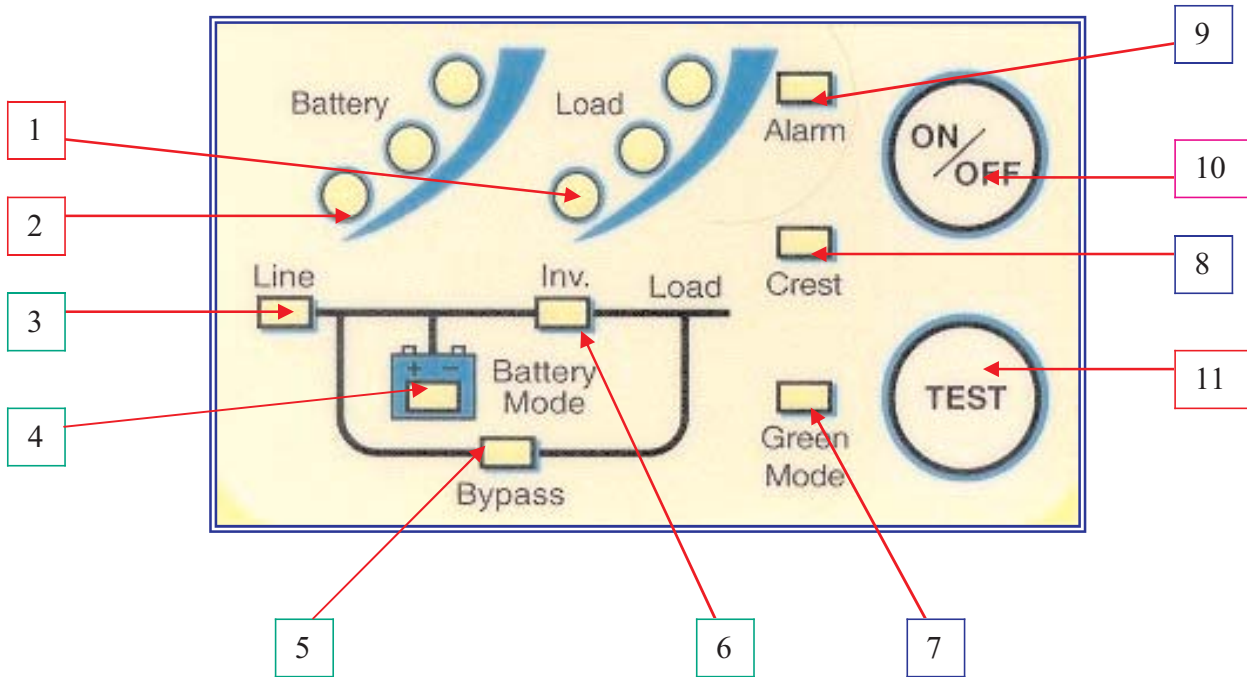 9
Battery
Load
1
Alarm
ON
OFF
10
2
8
Line
Inv.
Load
Crest
3
+ -
Battery
Mode
TEST
11
4
Green
Mode
Bypass
5
6
7